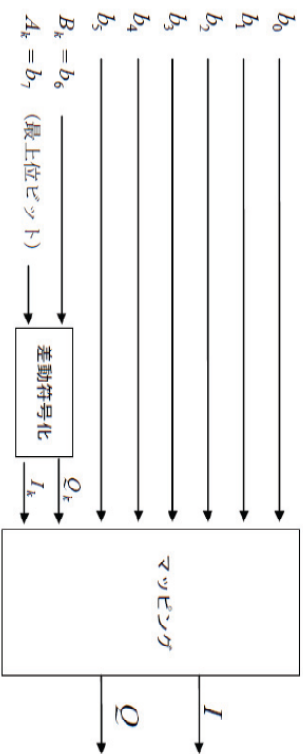 b₀
b₁
b₂
b₃
b₄
b₅
Bₖ = b₆
Aₖ = b₇ (最上位ビット)
差動符号化
Qₖ
Iₖ
マッピング
I
Q